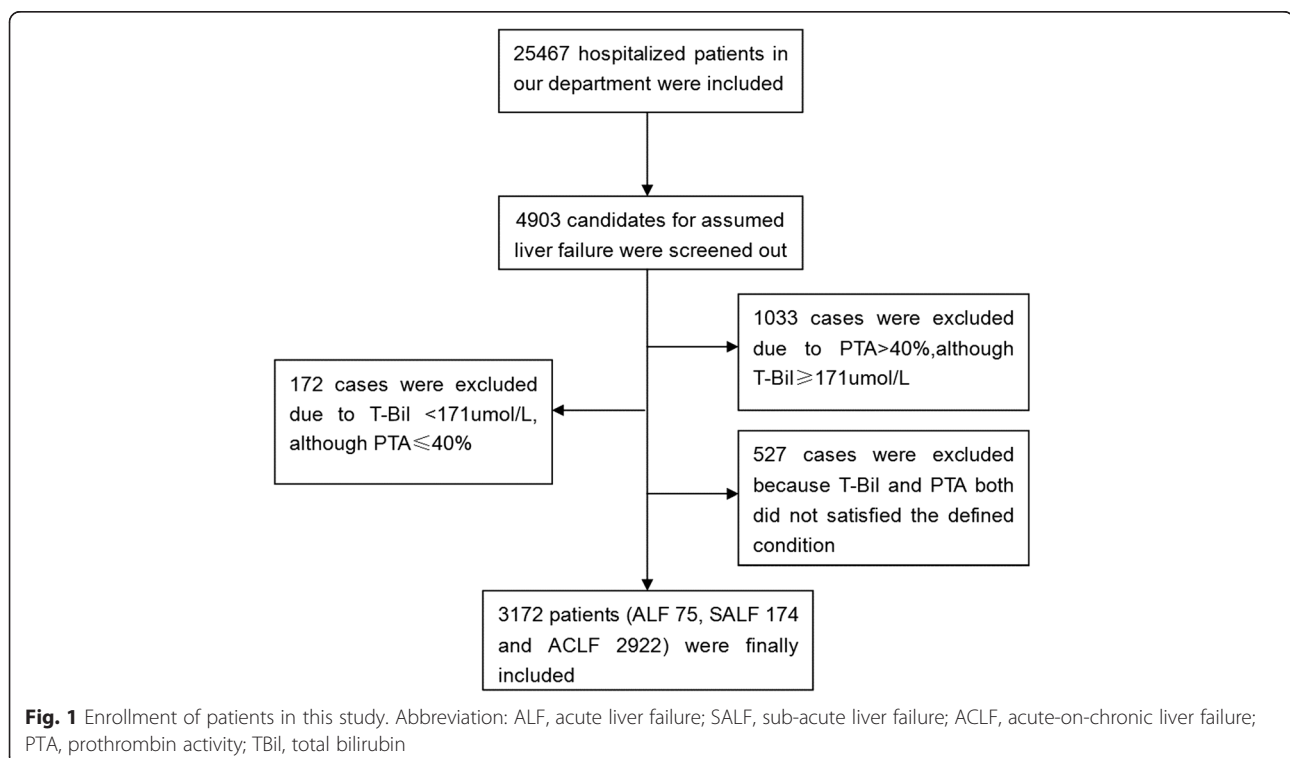 25467 hospitalized patients in
our department were included
4903 candidates for assumed
liver failure were screened out
1033 cases were excluded
due to PTA>40%,although
T-Bil≥171umol/L
172 cases were excluded
due to T-Bil <171umol/L,
although PTA≤40%
527 cases were excluded
because T-Bil and PTA both
did not satisfied the defined
condition
3172 patients (ALF 75, SALF 174
and ACLF 2922) were finally
included
Fig. 1 Enrollment of patients in this study. Abbreviation: ALF, acute liver failure; SALF, sub-acute liver failure; ACLF, acute-on-chronic liver failure;
PTA, prothrombin activity; TBil, total bilirubin